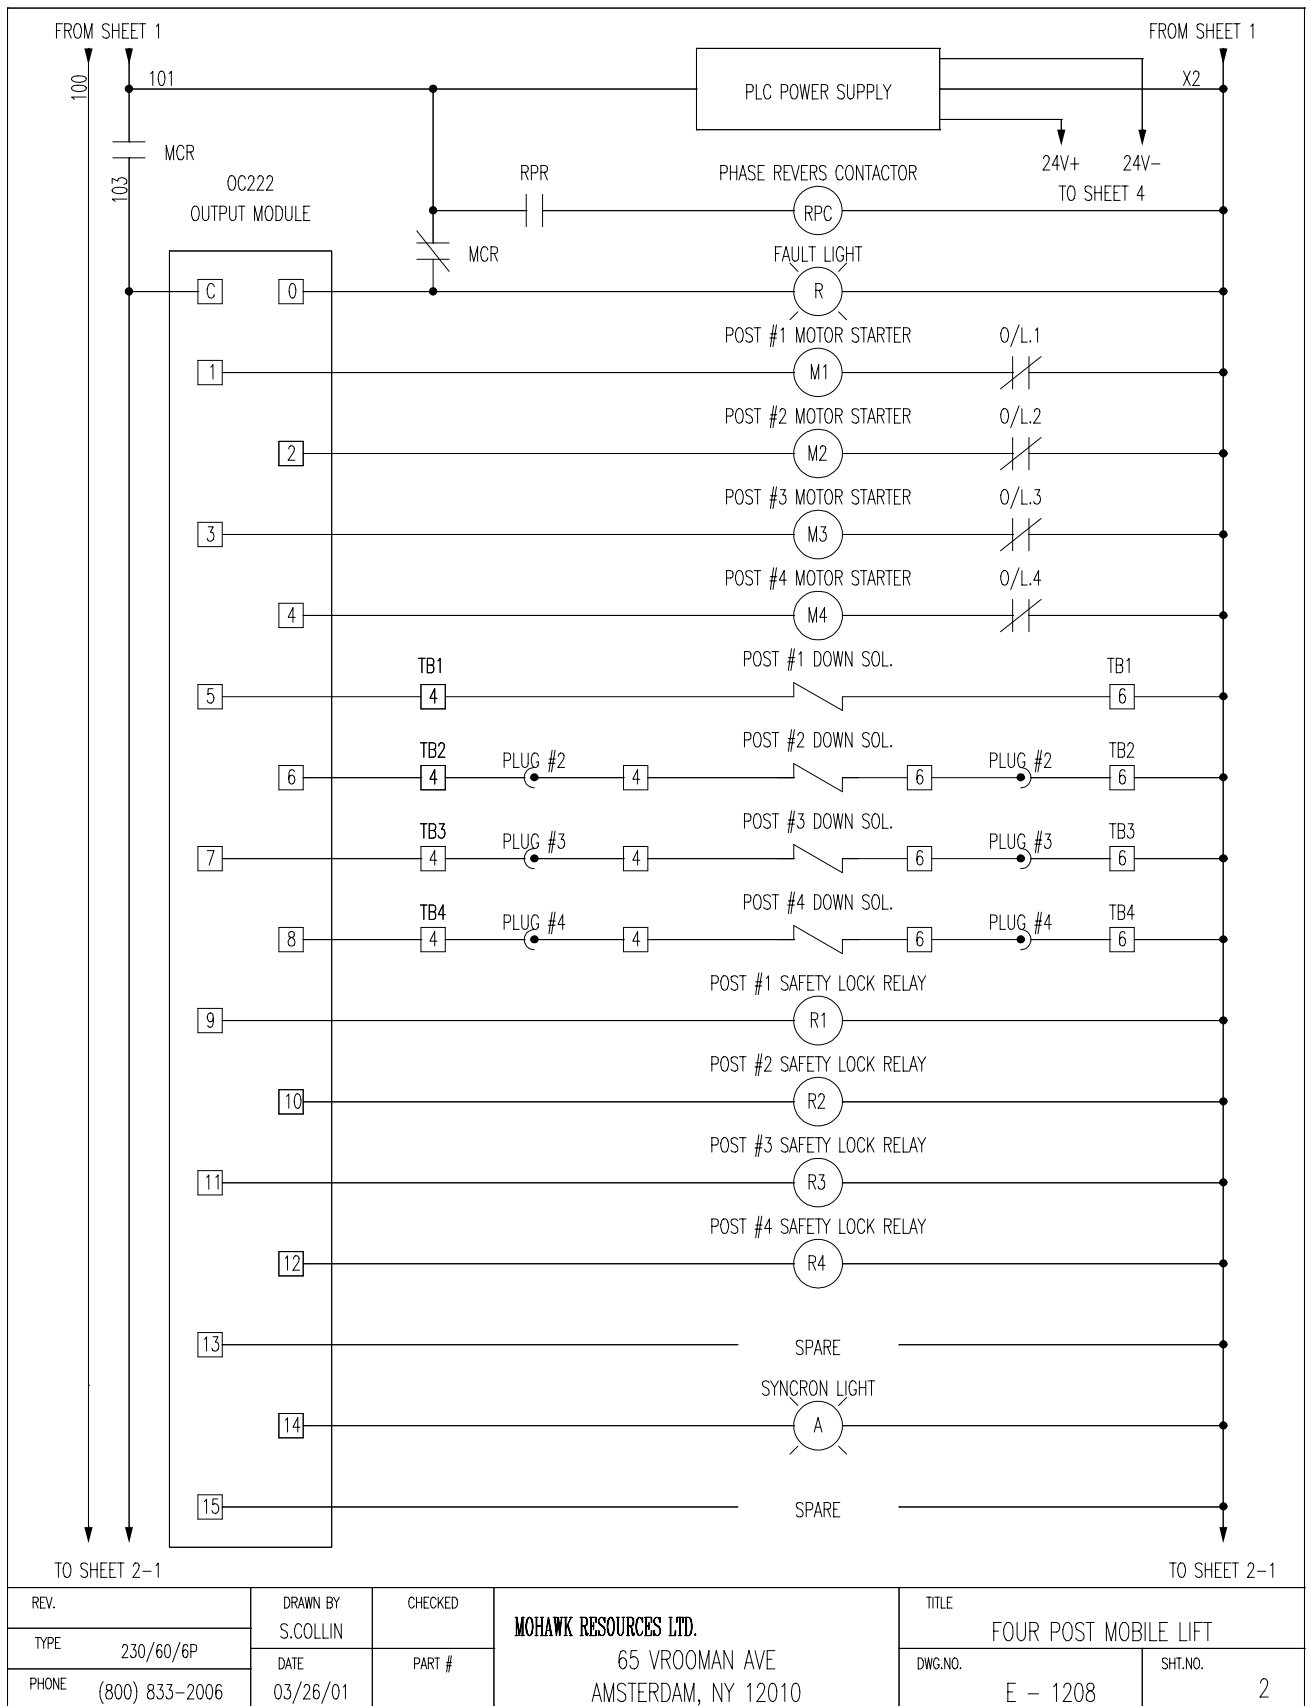 FROM SHEET 1
FROM SHEET 1
100
101
PLC POWER SUPPLY
X2
MCR
24V+
24V−
TO SHEET 4
103
OC222
OUTPUT MODULE
RPR
PHASE REVERS CONTACTOR
RPC
MCR
FAULT LIGHT
C
0
R
POST #1 MOTOR STARTER
O/L.1
1
M1
POST #2 MOTOR STARTER
O/L.2
2
M2
POST #3 MOTOR STARTER
O/L.3
3
M3
POST #4 MOTOR STARTER
O/L.4
4
M4
TB1
POST #1 DOWN SOL.
TB1
5
4
6
TB2
PLUG #2
POST #2 DOWN SOL.
PLUG #2
TB2
6
4
4
6
6
TB3
PLUG #3
POST #3 DOWN SOL.
PLUG #3
TB3
7
4
4
6
6
TB4
PLUG #4
POST #4 DOWN SOL.
PLUG #4
TB4
8
4
4
6
6
POST #1 SAFETY LOCK RELAY
9
R1
POST #2 SAFETY LOCK RELAY
10
R2
POST #3 SAFETY LOCK RELAY
11
R3
POST #4 SAFETY LOCK RELAY
12
R4
13
SPARE
SYNCRON LIGHT
14
A
15
SPARE
TO SHEET 2−1
TO SHEET 2−1
REV.
TYPE
230/60/6P
PHONE
(800) 833−2006
DRAWN BY
S.COLLIN
DATE
03/26/01
CHECKED
PART #
MOHAWK RESOURCES LTD.
65 VROOMAN AVE
AMSTERDAM, NY 12010
TITLE
FOUR POST MOBILE LIFT
DWG.NO.
E − 1208
SHT.NO.
2